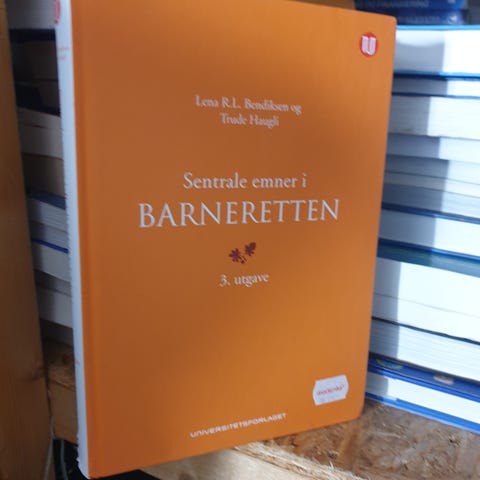 Lena R.L. Bendiksen og
Trude Haugli
Sentrale emner i
BARNERETTEN
3. utgave
UNIVERSITETSFORLAGET